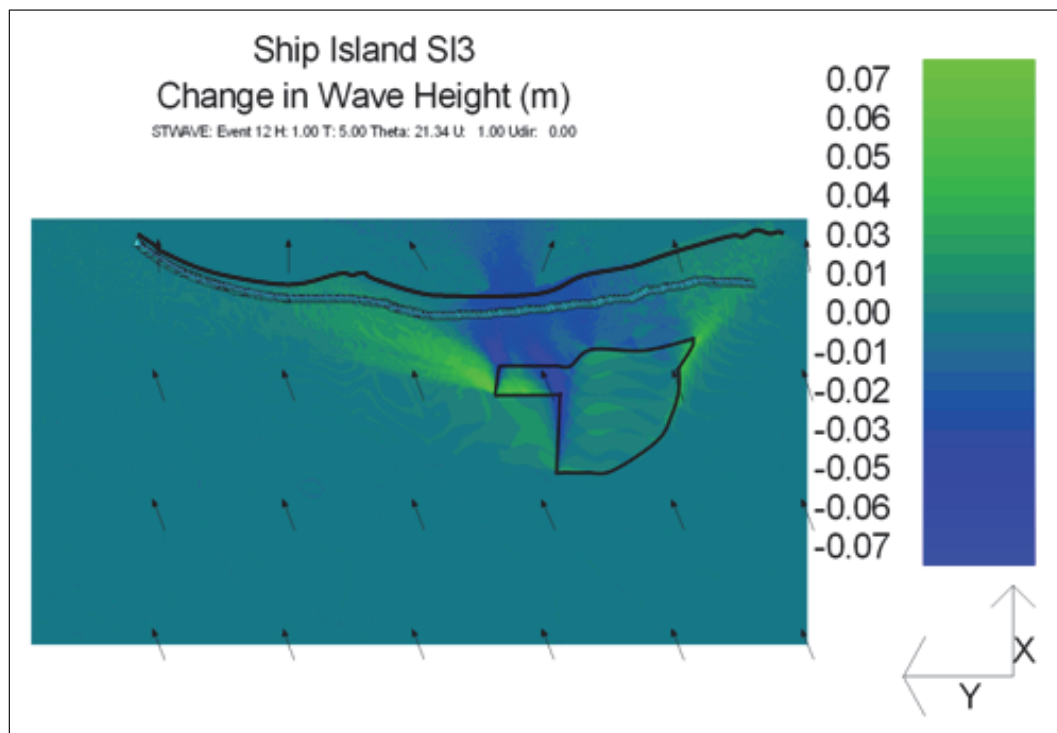 Ship Island SI3
Change in Wave Height (m)
STWAVE: Event 12 H: 1.00 T: 5.00 Theta: 21.34 U: 1.00 Udir: 0.00
0.07
0.06
0.05
0.04
0.03
0.01
0.00
-0.01
-0.02
-0.03
-0.05
-0.06
-0.07
X
Y